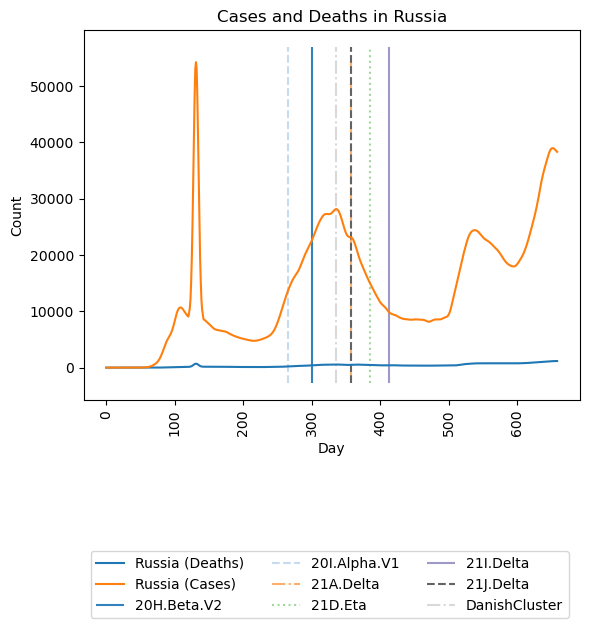 Cases and Deaths in Russia
Count
50000
40000
30000
20000
10000
0
0 100 200 300 400 500 600
Day
Russia (Deaths) 20I.Alpha.V1 21I.Delta
Russia (Cases) 21A.Delta 21J.Delta
20H.Beta.V2 21D.Eta DanishCluster